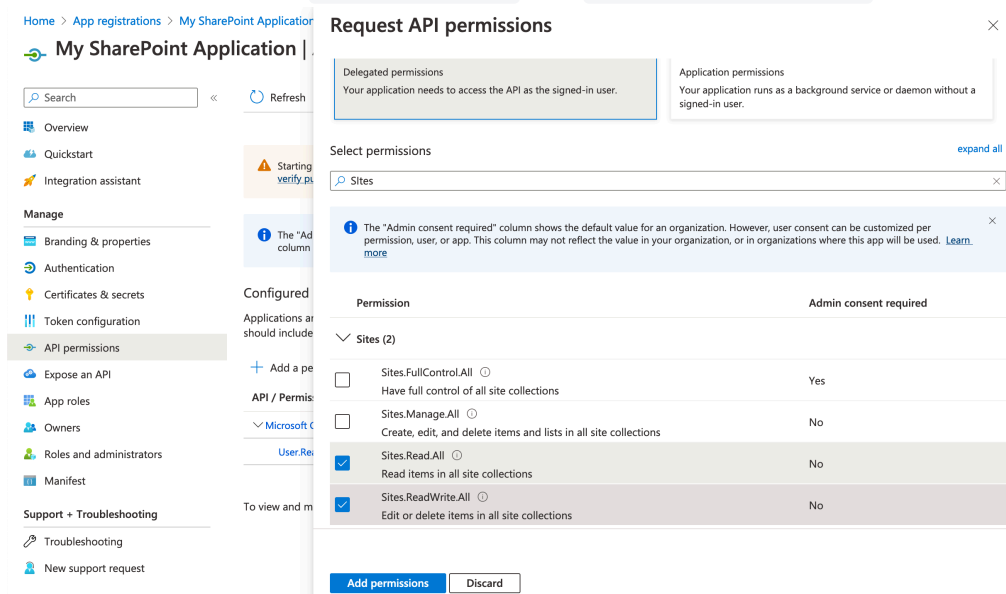 Home > App registrations > My SharePoint Application
My SharePoint Application |
Search
«
Overview
Quickstart
Integration assistant
Manage
Branding & properties
Authentication
Certificates & secrets
Token configuration
API permissions
Expose an API
App roles
Owners
Roles and administrators
Manifest
Support + Troubleshooting
Troubleshooting
New support request
Refresh
Starting
verify pu
The "Ad
column
Configured
Applications ar
should include
Add a pe
API / Permis
Microsoft G
User.Rea
To view and m
Request API permissions
Delegated permissions
Your application needs to access the API as the signed-in user.
Application permissions
Your application runs as a background service or daemon without a
signed-in user.
Select permissions
expand all
SItes
The "Admin consent required" column shows the default value for an organization. However, user consent can be customized per
permission, user, or app. This column may not reflect the value in your organization, or in organizations where this app will be used. Learn
more
Permission Admin consent required
Sites (2)
Sites.FullControl.All
Have full control of all site collections
Yes
Sites.Manage.All
Create, edit, and delete items and lists in all site collections
No
Sites.Read.All
Read items in all site collections
No
Sites.ReadWrite.All
Edit or delete items in all site collections
No
Add permissions
Discard